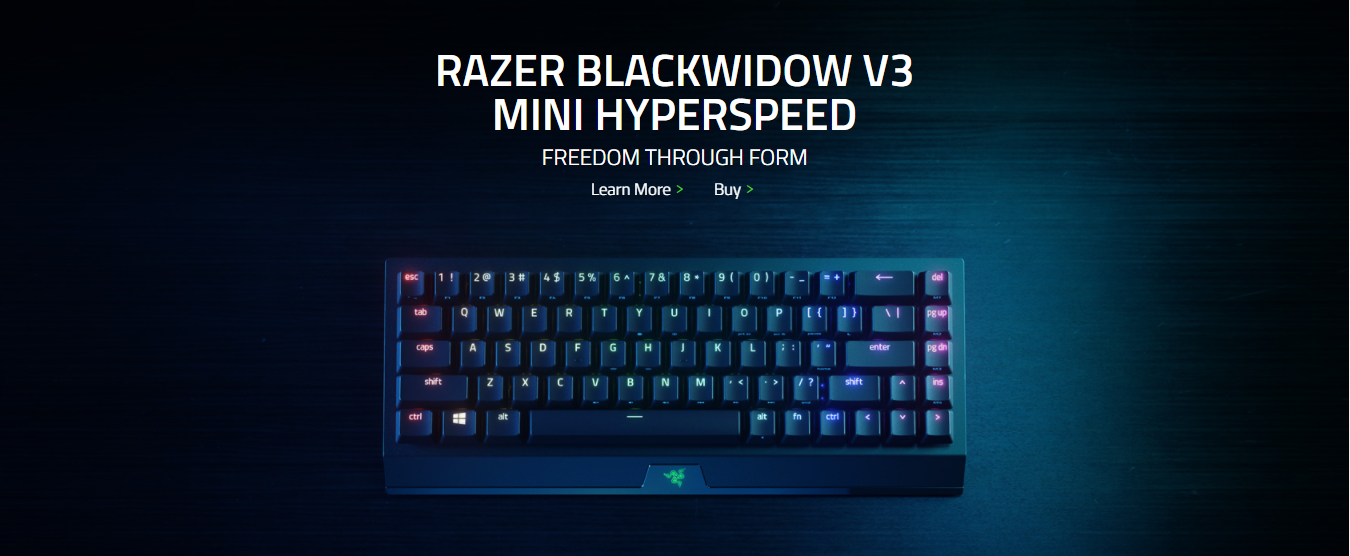 RAZER BLACKWIDOW V3
MINI HYPERSPEED
FREEDOM THROUGH FORM
Learn More > Buy >
esc 1 ! 2 @ 3 # 4 $ 5 % 6 ^ 7 & 8 * 9 ( 0 ) - _ = + ← del
tab Q W E R T Y U I O P [ { ] } \ | pg up
caps A S D F G H J K L ; : ' " enter pg dn
shift Z X C V B N M , < . > / ? shift ^ ins
ctrl alt alt fn ctrl < v >